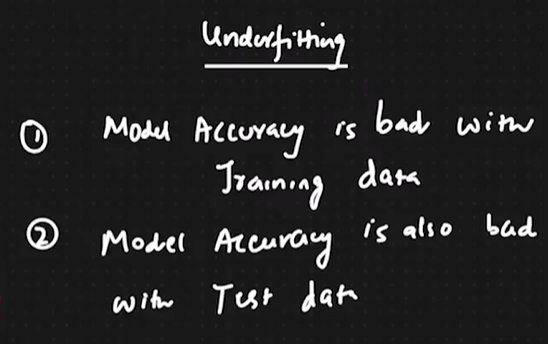 Underfitting
① Model Accuracy is bad with
Training data
② Model Accuracy is also bad
with Test data